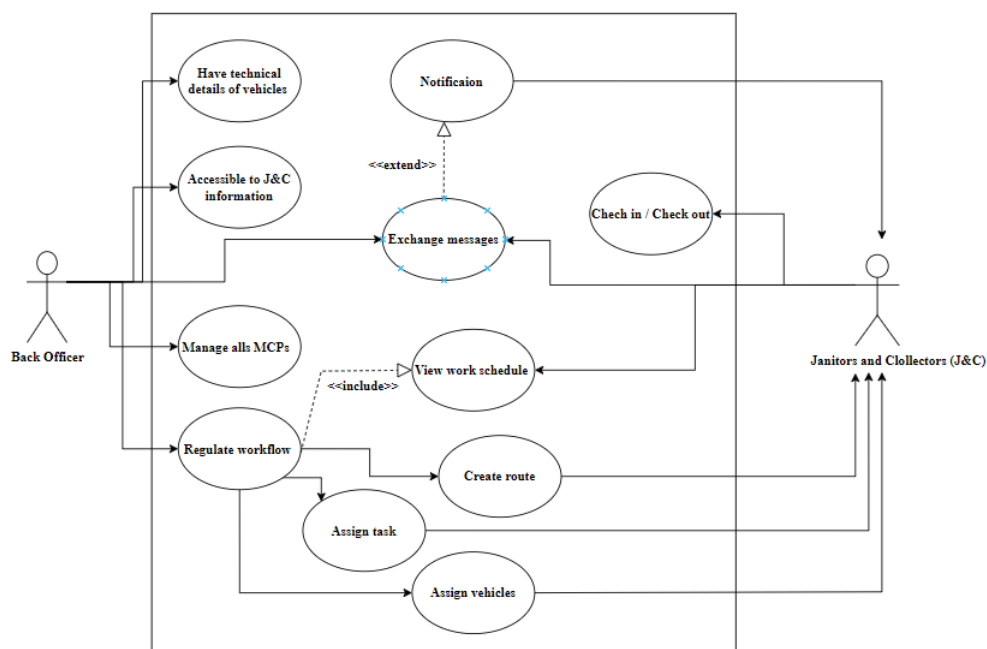 Have technical
details of vehicles
Notificaion
<<extend>>
Accessible to J&C
information
Chech in / Check out
Exchange messages
Back Officer
Manage alls MCPs
View work schedule
<<include>>
Janitors and Clollectors (J&C)
Regulate workflow
Create route
Assign task
Assign vehicles